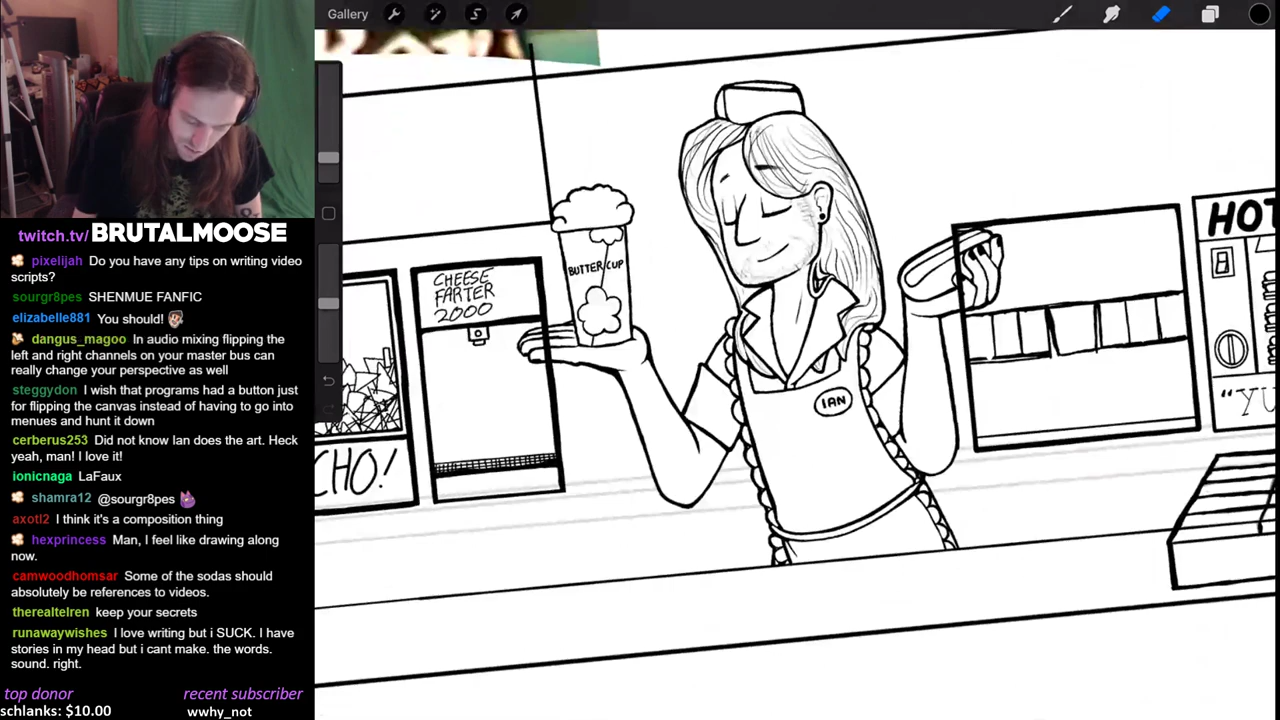 Gallery
twitch.tv/BRUTALMOOSE
pixelijah Do you have any tips on writing video
scripts?
sourgr8pes SHENMUE FANFIC
elizabelle881 You should!
dangus_magoo In audio mixing flipping the
left and right channels on your master bus can
really change your perspective as well
steggydon I wish that programs had a button just
for flipping the canvas instead of having to go into
menues and hunt it down
cerberus253 Did not know Ian does the art. Heck
yeah, man! I love it!
ionicnaga LaFaux
shamra12 @sourgr8pes
axotl2 I think it's a composition thing
hexprincess Man, I feel like drawing along
now.
camwoodhomsar Some of the sodas should
absolutely be references to videos.
therealtelren keep your secrets
runawaywishes I love writing but i SUCK. I have
stories in my head but i cant make. the words.
sound. right.
top donor
schlanks: $10.00
recent subscriber
wwhy_not
CHO!
CHEESE
FARTER
2000
BUTTERCUP
IAN
HOT
"YU